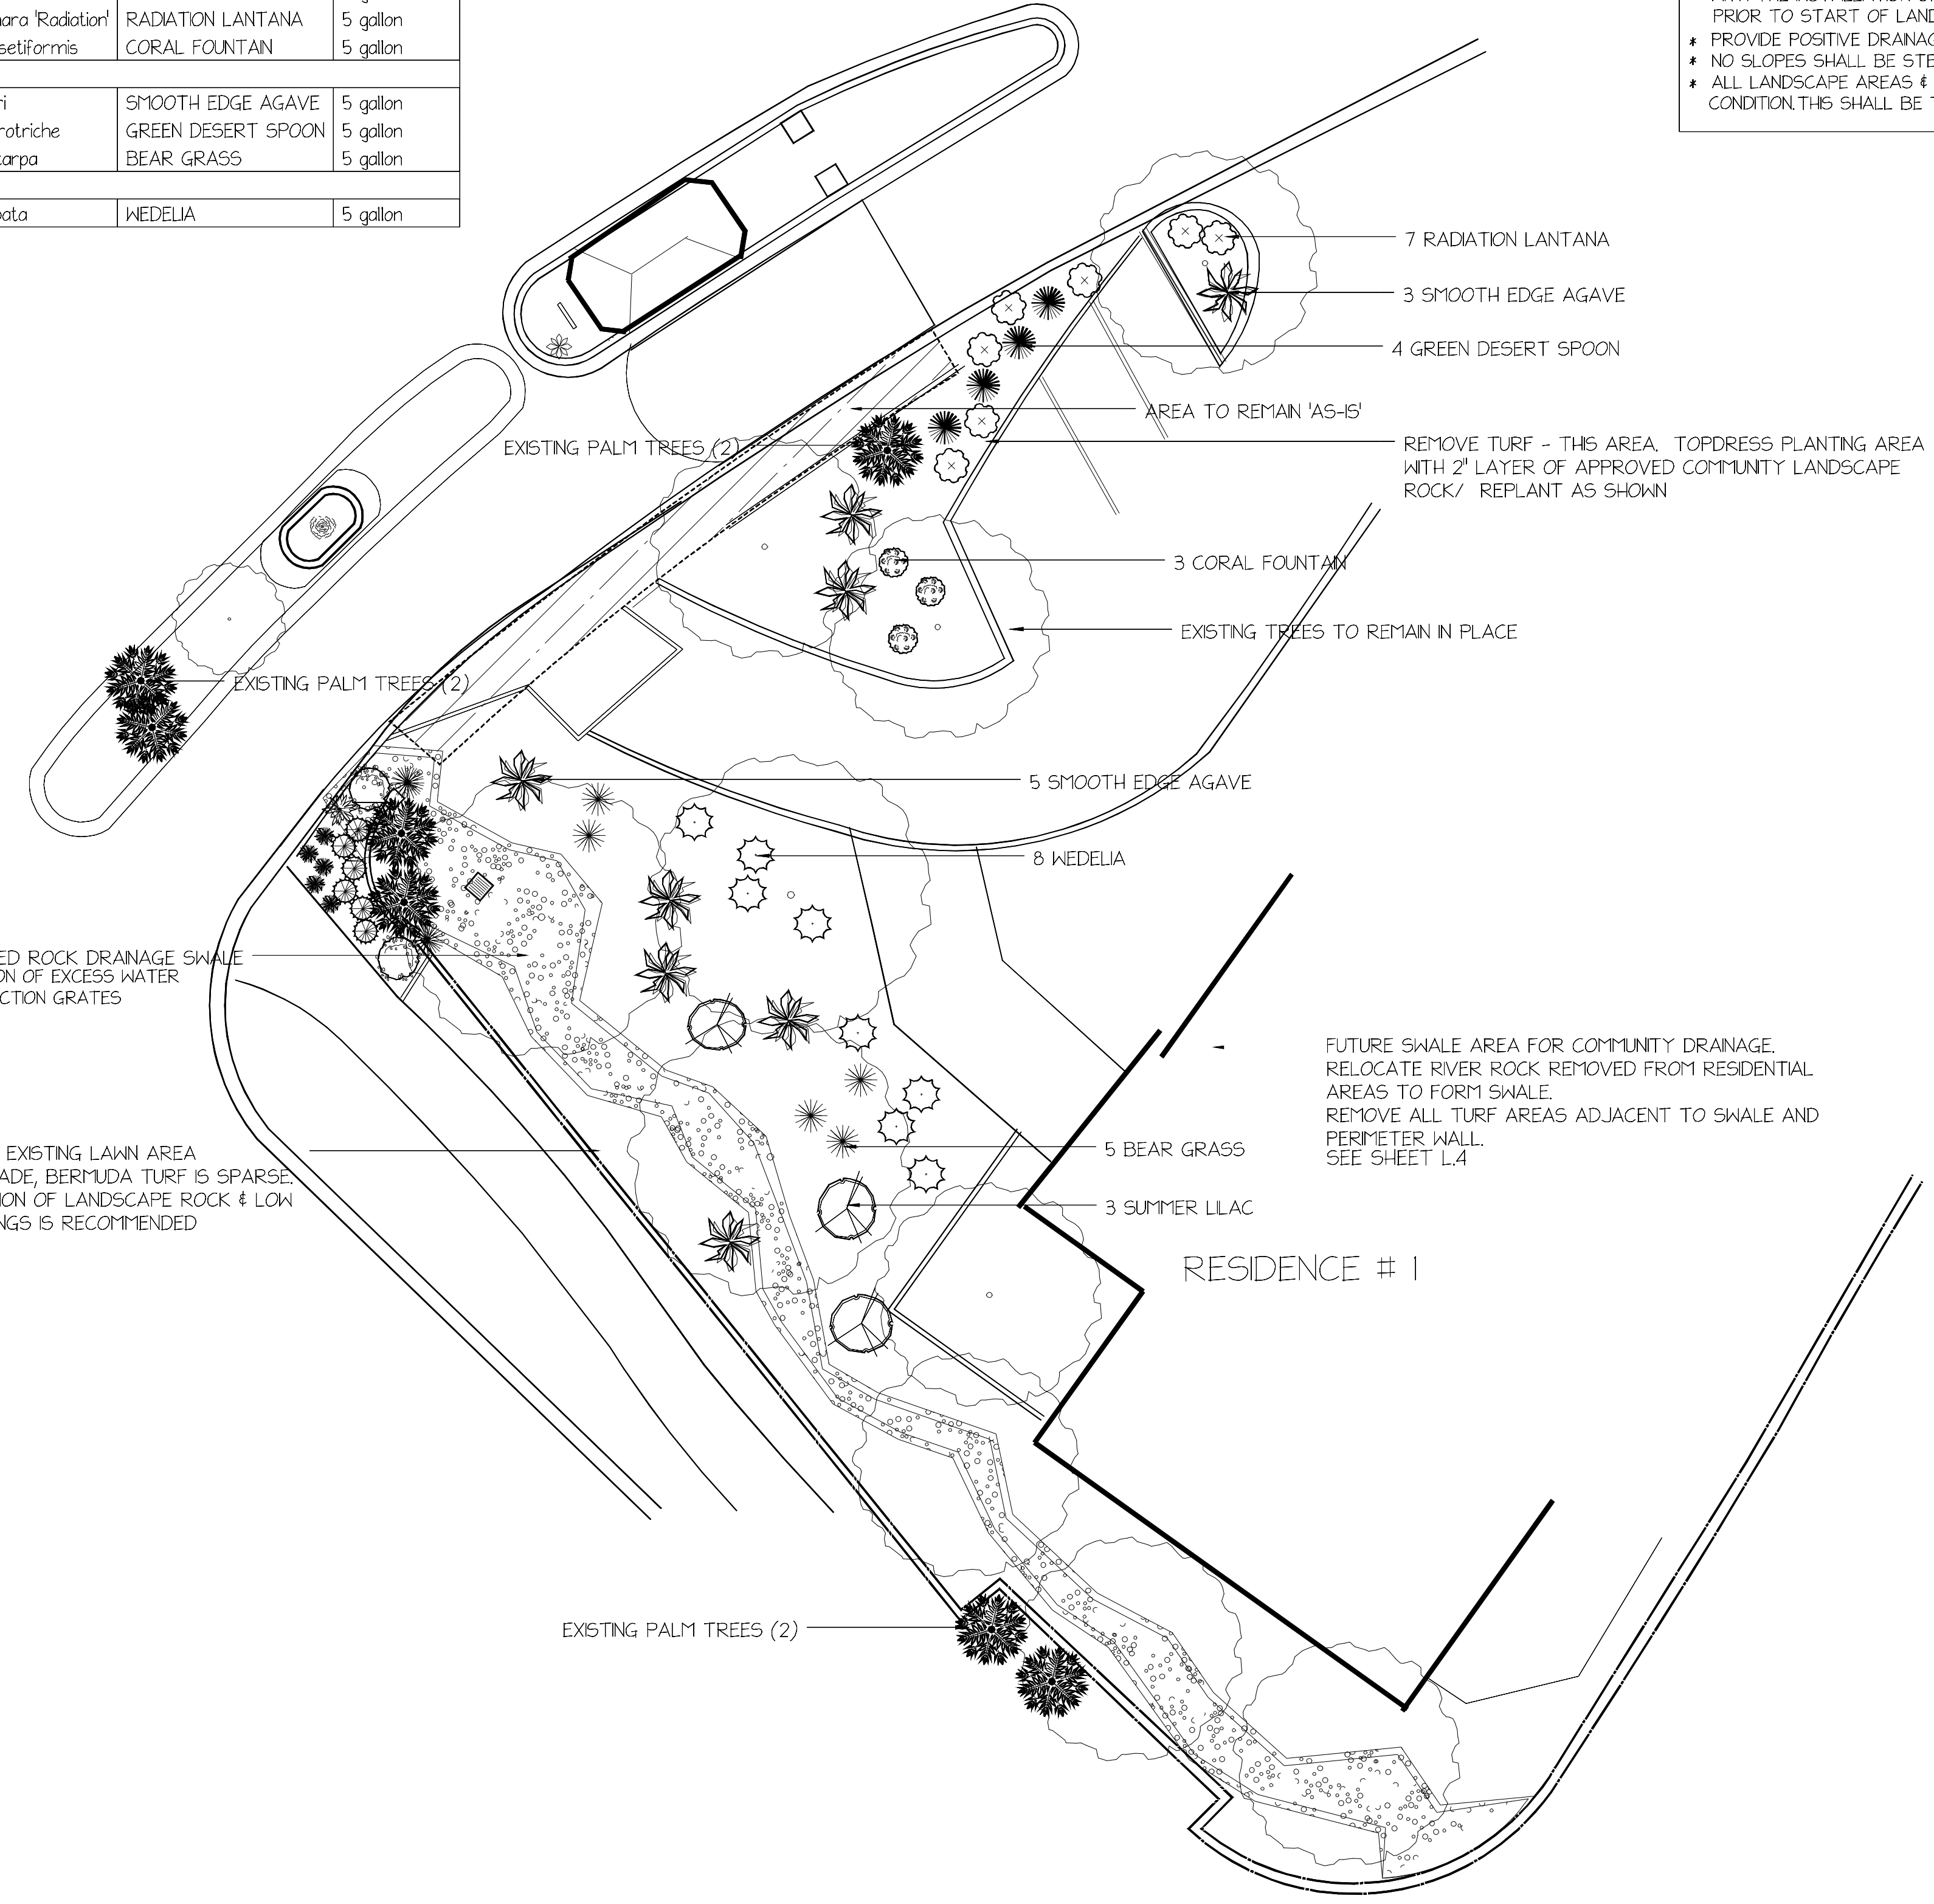 nara 'Radiation' RADIATION LANTANA 5 gallon
setiformis CORAL FOUNTAIN 5 gallon
ri SMOOTH EDGE AGAVE 5 gallon
rotriche GREEN DESERT SPOON 5 gallon
carpa BEAR GRASS 5 gallon
bata WEDELIA 5 gallon
PRIOR TO START OF LAND
* PROVIDE POSITIVE DRAINAG
* NO SLOPES SHALL BE STE
* ALL LANDSCAPE AREAS &
CONDITION. THIS SHALL BE T
7 RADIATION LANTANA
3 SMOOTH EDGE AGAVE
4 GREEN DESERT SPOON
AREA TO REMAIN 'AS-IS'
EXISTING PALM TREES (2)
REMOVE TURF - THIS AREA. TOPDRESS PLANTING AREA
WITH 2" LAYER OF APPROVED COMMUNITY LANDSCAPE
ROCK/ REPLANT AS SHOWN
3 CORAL FOUNTAIN
EXISTING TREES TO REMAIN IN PLACE
EXISTING PALM TREES (2)
5 SMOOTH EDGE AGAVE
8 WEDELIA
ED ROCK DRAINAGE SWALE
ION OF EXCESS WATER
CTION GRATES
FUTURE SWALE AREA FOR COMMUNITY DRAINAGE.
RELOCATE RIVER ROCK REMOVED FROM RESIDENTIAL
AREAS TO FORM SWALE.
REMOVE ALL TURF AREAS ADJACENT TO SWALE AND
PERIMETER WALL.
SEE SHEET L.4
EXISTING LAWN AREA
ADE, BERMUDA TURF IS SPARSE.
ION OF LANDSCAPE ROCK & LOW
NGS IS RECOMMENDED
5 BEAR GRASS
3 SUMMER LILAC
RESIDENCE # 1
EXISTING PALM TREES (2)